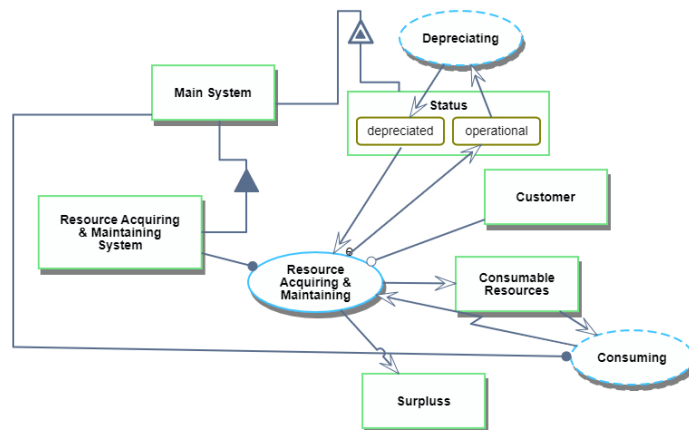 Depreciating
Main System
Status
depreciated
operational
Customer
Resource Acquiring
& Maintaining
System
Resource
Acquiring &
Maintaining
Consumable
Resources
Consuming
Surpluss